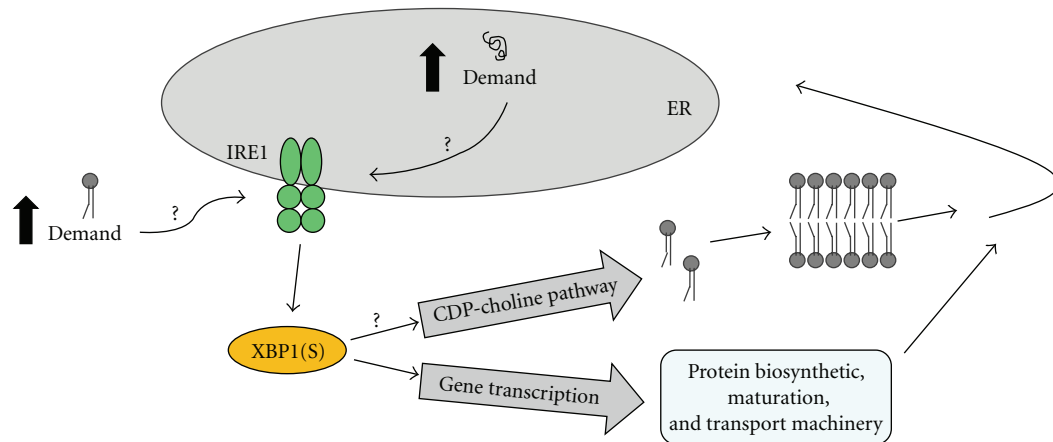 Demand
ER
?
IRE1
?
Demand
CDP-choline pathway
?
XBP1(S)
Gene transcription
Protein biosynthetic,
maturation,
and transport machinery